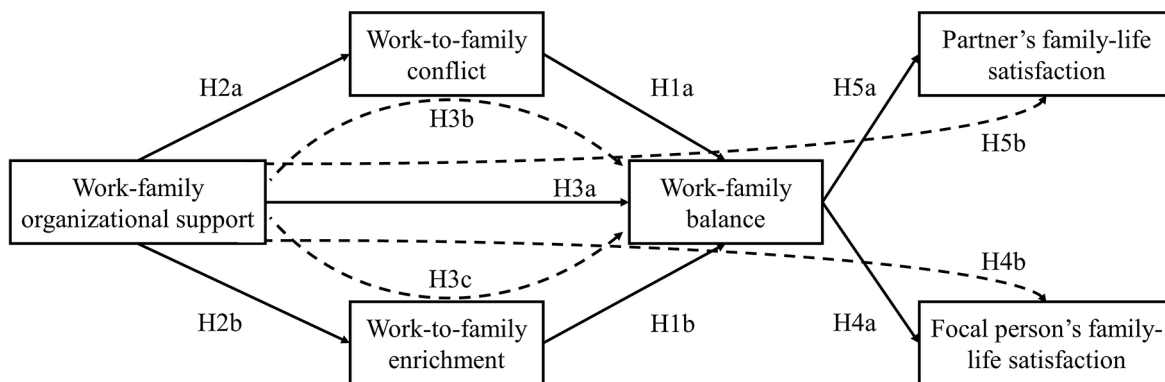 Work-to-family
conflict
Partner's family-life
satisfaction
H2a
H1a
H5a
H3b
H5b
Work-family
organizational support
H3a
Work-family
balance
H3c
H4b
H2b
Work-to-family
enrichment
H1b
H4a
Focal person's family-
life satisfaction